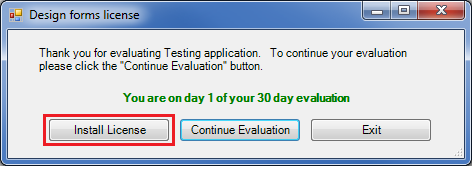 Design forms license
Thank you for evaluating Testing application.   To continue your evaluation
please click the "Continue Evaluation" button.
You are on day 1 of your 30 day evaluation
Install License
Continue Evaluation
Exit